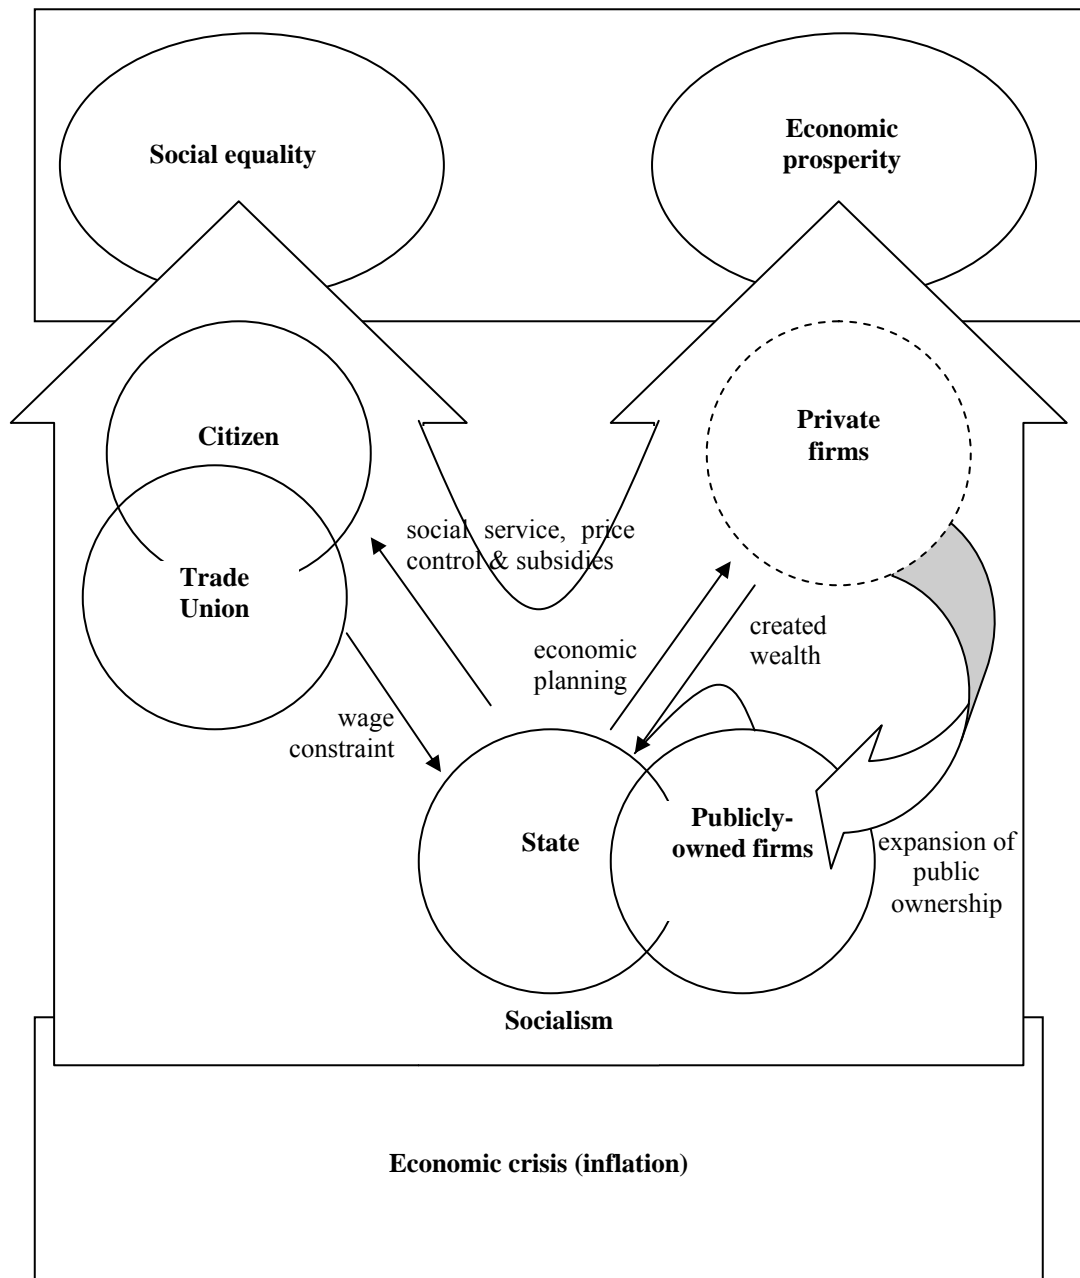 Social equality
Economic
prosperity
Citizen
Private
firms
social service, price
control & subsidies
Trade
Union
created
wealth
economic
planning
wage
constraint
State
Publicly-
owned firms
expansion of
public
ownership
Socialism
Economic crisis (inflation)